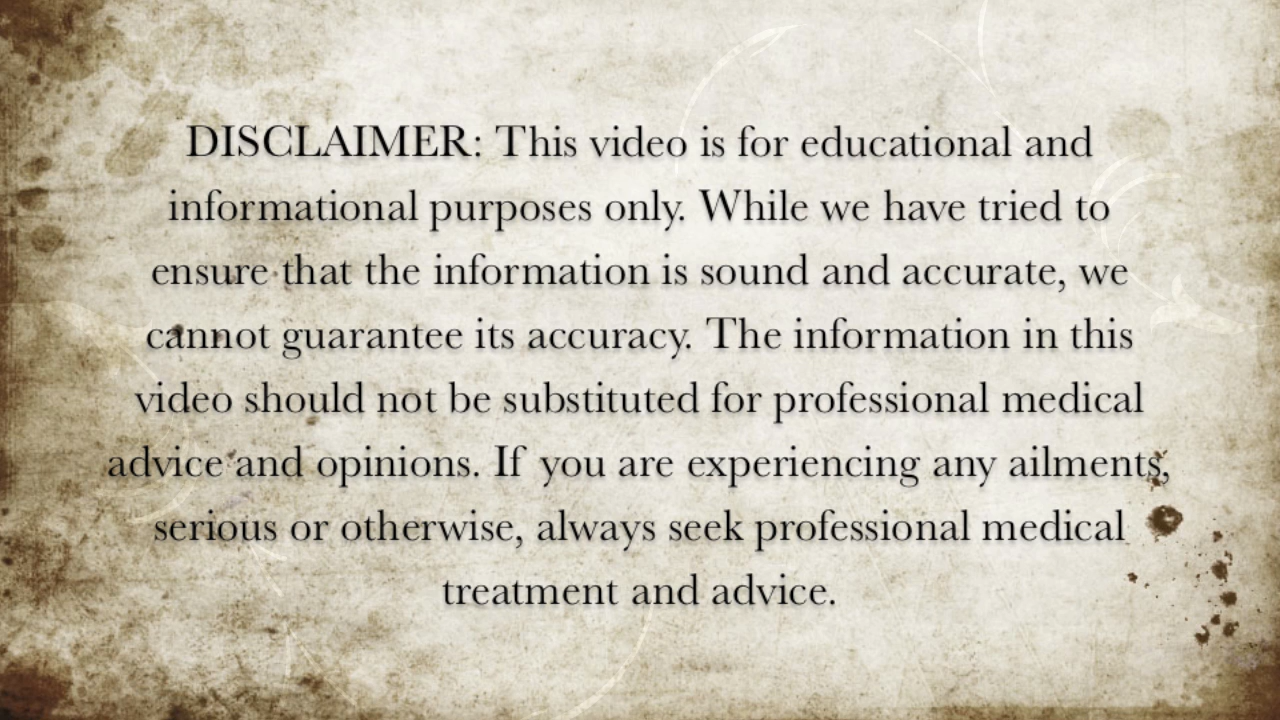 DISCLAIMER: This video is for educational and
informational purposes only. While we have tried to
ensure that the information is sound and accurate, we
cannot guarantee its accuracy. The information in this
video should not be substituted for professional medical
advice and opinions. If you are experiencing any ailments,
serious or otherwise, always seek professional medical
treatment and advice.